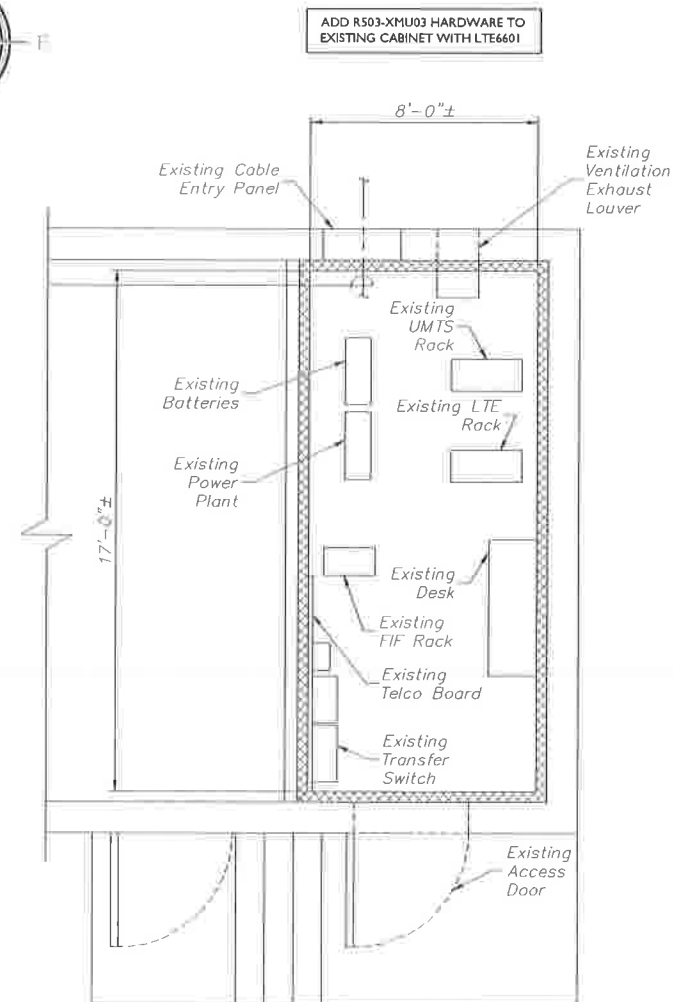 ADD R503-XMU03 HARDWARE TO
EXISTING CABINET WITH LTE6601
E
8'-0"±
Existing Cable
Entry Panel
Existing
Ventilation
Exhaust
Louver
Existing
UMTS
Rack
Existing
Batteries
Existing LTE
Rack
Existing
Power
Plant
17'-0"±
Existing
Desk
Existing
FIF Rack
Existing
Telco Board
Existing
Transfer
Switch
Existing
Access
Door